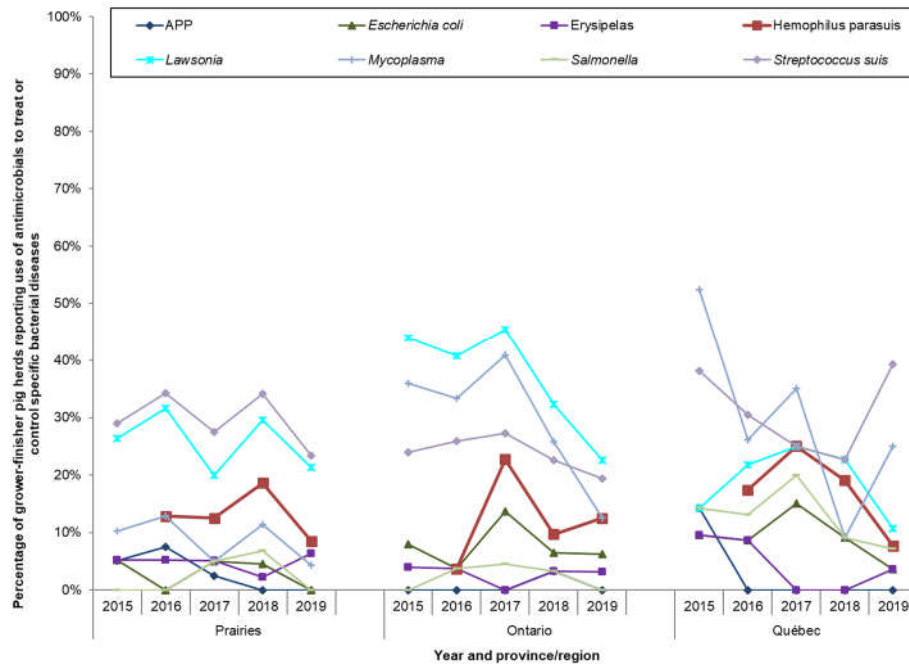 APP
Escherichia coli
Erysipelas
Hemophilus parasuis
Lawsonia
Mycoplasma
Salmonella
Streptococcus suis
Percentage of grower-finisher pig herds reporting use of antimicrobials to treat or
control specific bacterial diseases
100%
90%
80%
70%
60%
50%
40%
30%
20%
10%
0%
2015 2016 2017 2018 2019
2015 2016 2017 2018 2019
2015 2016 2017 2018 2019
Prairies
Ontario
Québec
Year and province/region